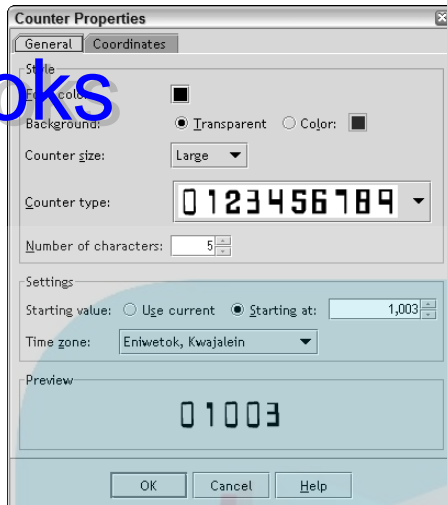 Counter Properties
General Coordinates
Style
oks
Background: Transparent Color:
Counter size: Large
Counter type: 0123456789
Number of characters: 5
Settings
Starting value: Use current Starting at: 1,003
Time zone: Eniwetok, Kwajalein
Preview
01003
OK Cancel Help